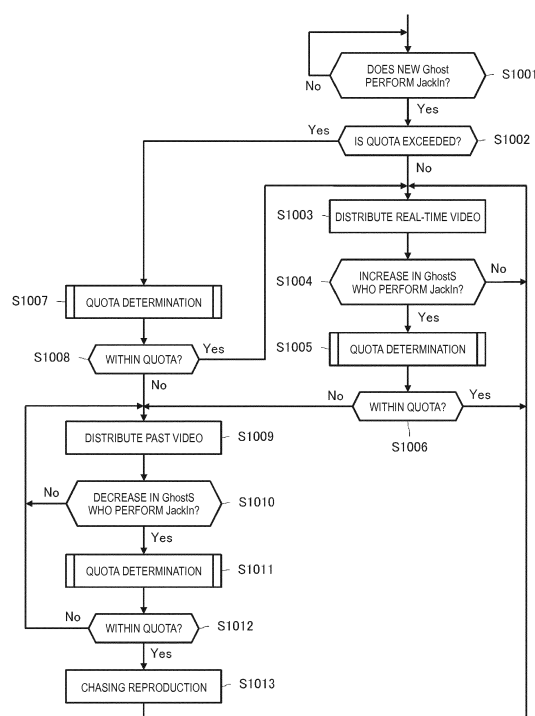 DOES NEW Ghost
PERFORM JackIn?
S1001
No
Yes
IS QUOTA EXCEEDED?
S1002
Yes
No
S1003
DISTRIBUTE REAL-TIME VIDEO
S1004
INCREASE IN GhostS
WHO PERFORM JackIn?
No
Yes
S1007
QUOTA DETERMINATION
S1005
QUOTA DETERMINATION
S1008
WITHIN QUOTA?
Yes
No
No
WITHIN QUOTA?
Yes
S1006
DISTRIBUTE PAST VIDEO
S1009
No
DECREASE IN GhostS
WHO PERFORM JackIn?
S1010
Yes
QUOTA DETERMINATION
S1011
No
WITHIN QUOTA?
S1012
Yes
CHASING REPRODUCTION
S1013